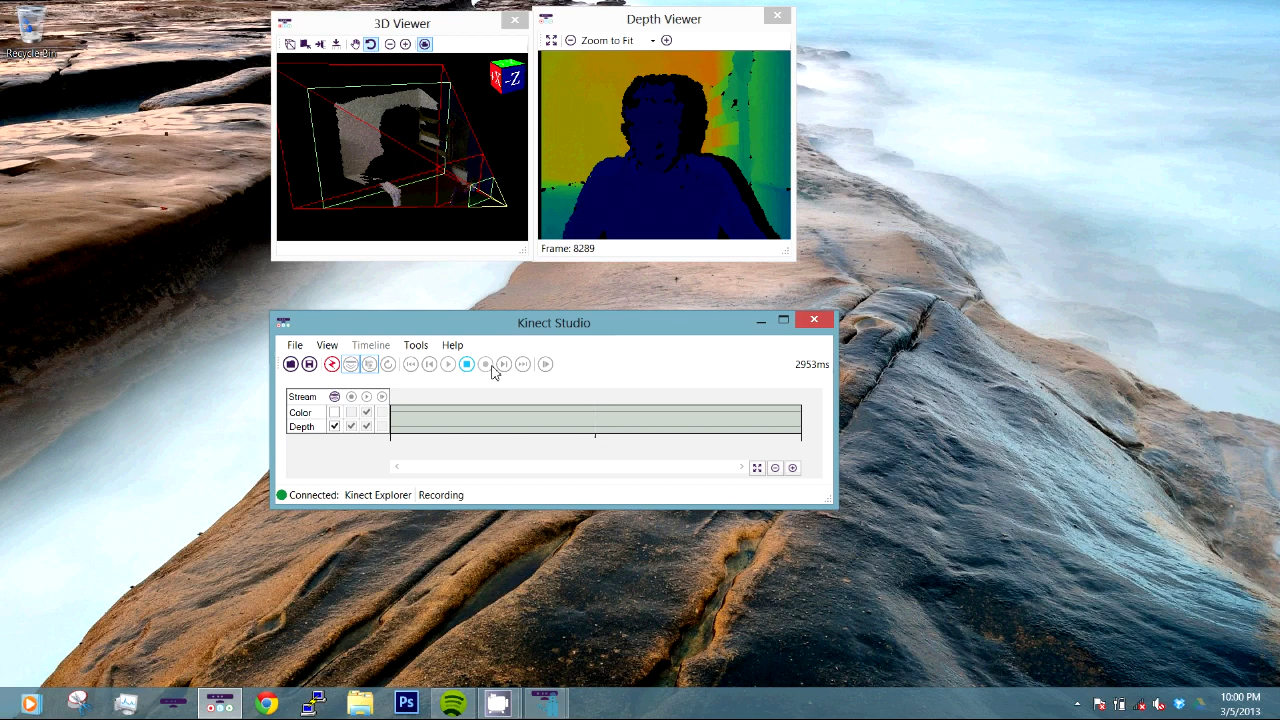 Recycle Bin
3D Viewer
X
-Z
Depth Viewer
Zoom to Fit
Frame: 8289
Kinect Studio
File View Timeline Tools Help
2953ms
Stream
Color
Depth
Connected: Kinect Explorer Recording
Ps
10:00 PM
3/5/2013